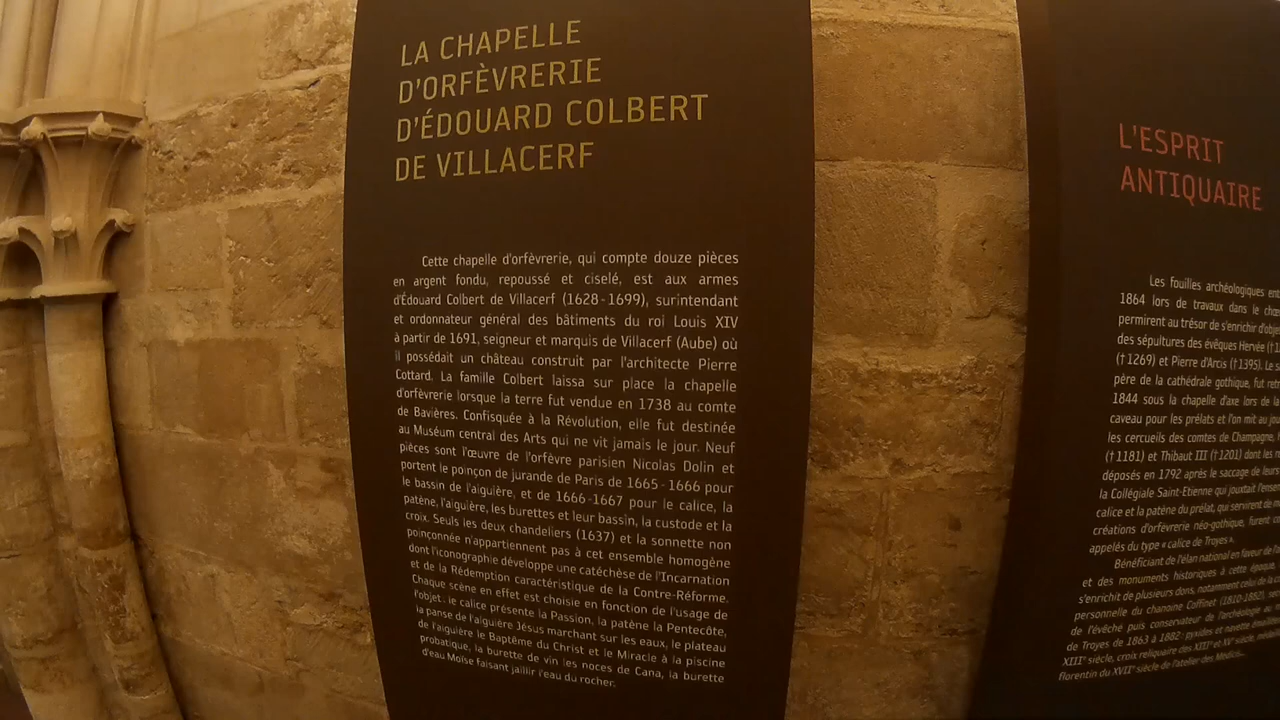 LA CHAPELLE
D'ORFÈVRERIE
D'ÉDOUARD COLBERT
DE VILLACERF
Cette chapelle d'orfèvrerie, qui compte douze pièces
en argent fondu, repoussé et ciselé, est aux armes
d'Édouard Colbert de Villacerf (1628-1699), surintendant
et ordonnateur général des bâtiments du roi Louis XIV
à partir de 1691, seigneur et marquis de Villacerf (Aube) où
il possédait un château construit par l'architecte Pierre
Cottard. La famille Colbert laissa sur place la chapelle
d'orfèvrerie lorsque la terre fut vendue en 1738 au comte
de Bavières. Confisquée à la Révolution, elle fut destinée
au Muséum central des Arts qui ne vit jamais le jour. Neuf
pièces sont l'œuvre de l'orfèvre parisien Nicolas Dolin et
portent le poinçon de jurande de Paris de 1665-1666 pour
le bassin de l'aiguière, et de 1666-1667 pour le calice, la
patène, l'aiguière, les burettes et leur bassin, la custode et la
croix. Seuls les deux chandeliers (1637) et la sonnette non
poinçonnée n'appartiennent pas à cet ensemble homogène
dont l'iconographie développe une catéchèse de l'Incarnation
et de la Rédemption caractéristique de la Contre-Réforme.
Chaque scène en effet est choisie en fonction de l'usage de
l'objet : le calice présente la Passion, la patène la Pentecôte,
la panse de l'aiguière Jésus marchant sur les eaux, le plateau
de l'aiguière le Baptême du Christ et le Miracle à la piscine
probatique, la burette de vin les noces de Cana, la burette
d'eau Moïse faisant jaillir l'eau du rocher.
L'ESPRIT
ANTIQUAIRE
Les fouilles archéologiques
1864 lors de travaux dans le
permirent au trésor de s'enrichir
des sépultures des évêques Hervée
(†1269) et Pierre d'Arcis (†1395). Le
père de la cathédrale gothique, fut
1844 sous la chapelle d'axe lors de
caveau pour les prélats et l'on mit au
les cercueils des comtes de Champagne,
(†1181) et Thibaut III (†1201) dont les
déposés en 1792 après le saccage de leurs
la Collégiale Saint-Etienne qui jouxtait
calice et la patène du prélat, qui servirent de
créations d'orfèvrerie néo-gothique, furent
appelés du type « calice de Troyes ».
Bénéficiant de l'élan national en faveur de
et des monuments historiques à cette époque,
s'enrichit de plusieurs dons, notamment celui de la
personnelle du chanoine Coffinet (1810-1882),
de l'évêché puis conservateur de l'archéologie au
de Troyes de 1863 à 1882 : pyxides et navette
XIIIe siècle, croix reliquaire des XIIe et XVe siècle,
florentin du XVIIe siècle de l'atelier des Médicis...